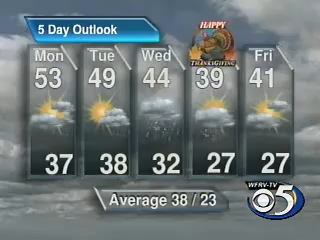 5 Day Outlook
HAPPY
THANKSGIVING
Mon Tue Wed Fri
53 49 44 39 41
37 38 32 27 27
Average 38 / 23
WFRV-TV
5